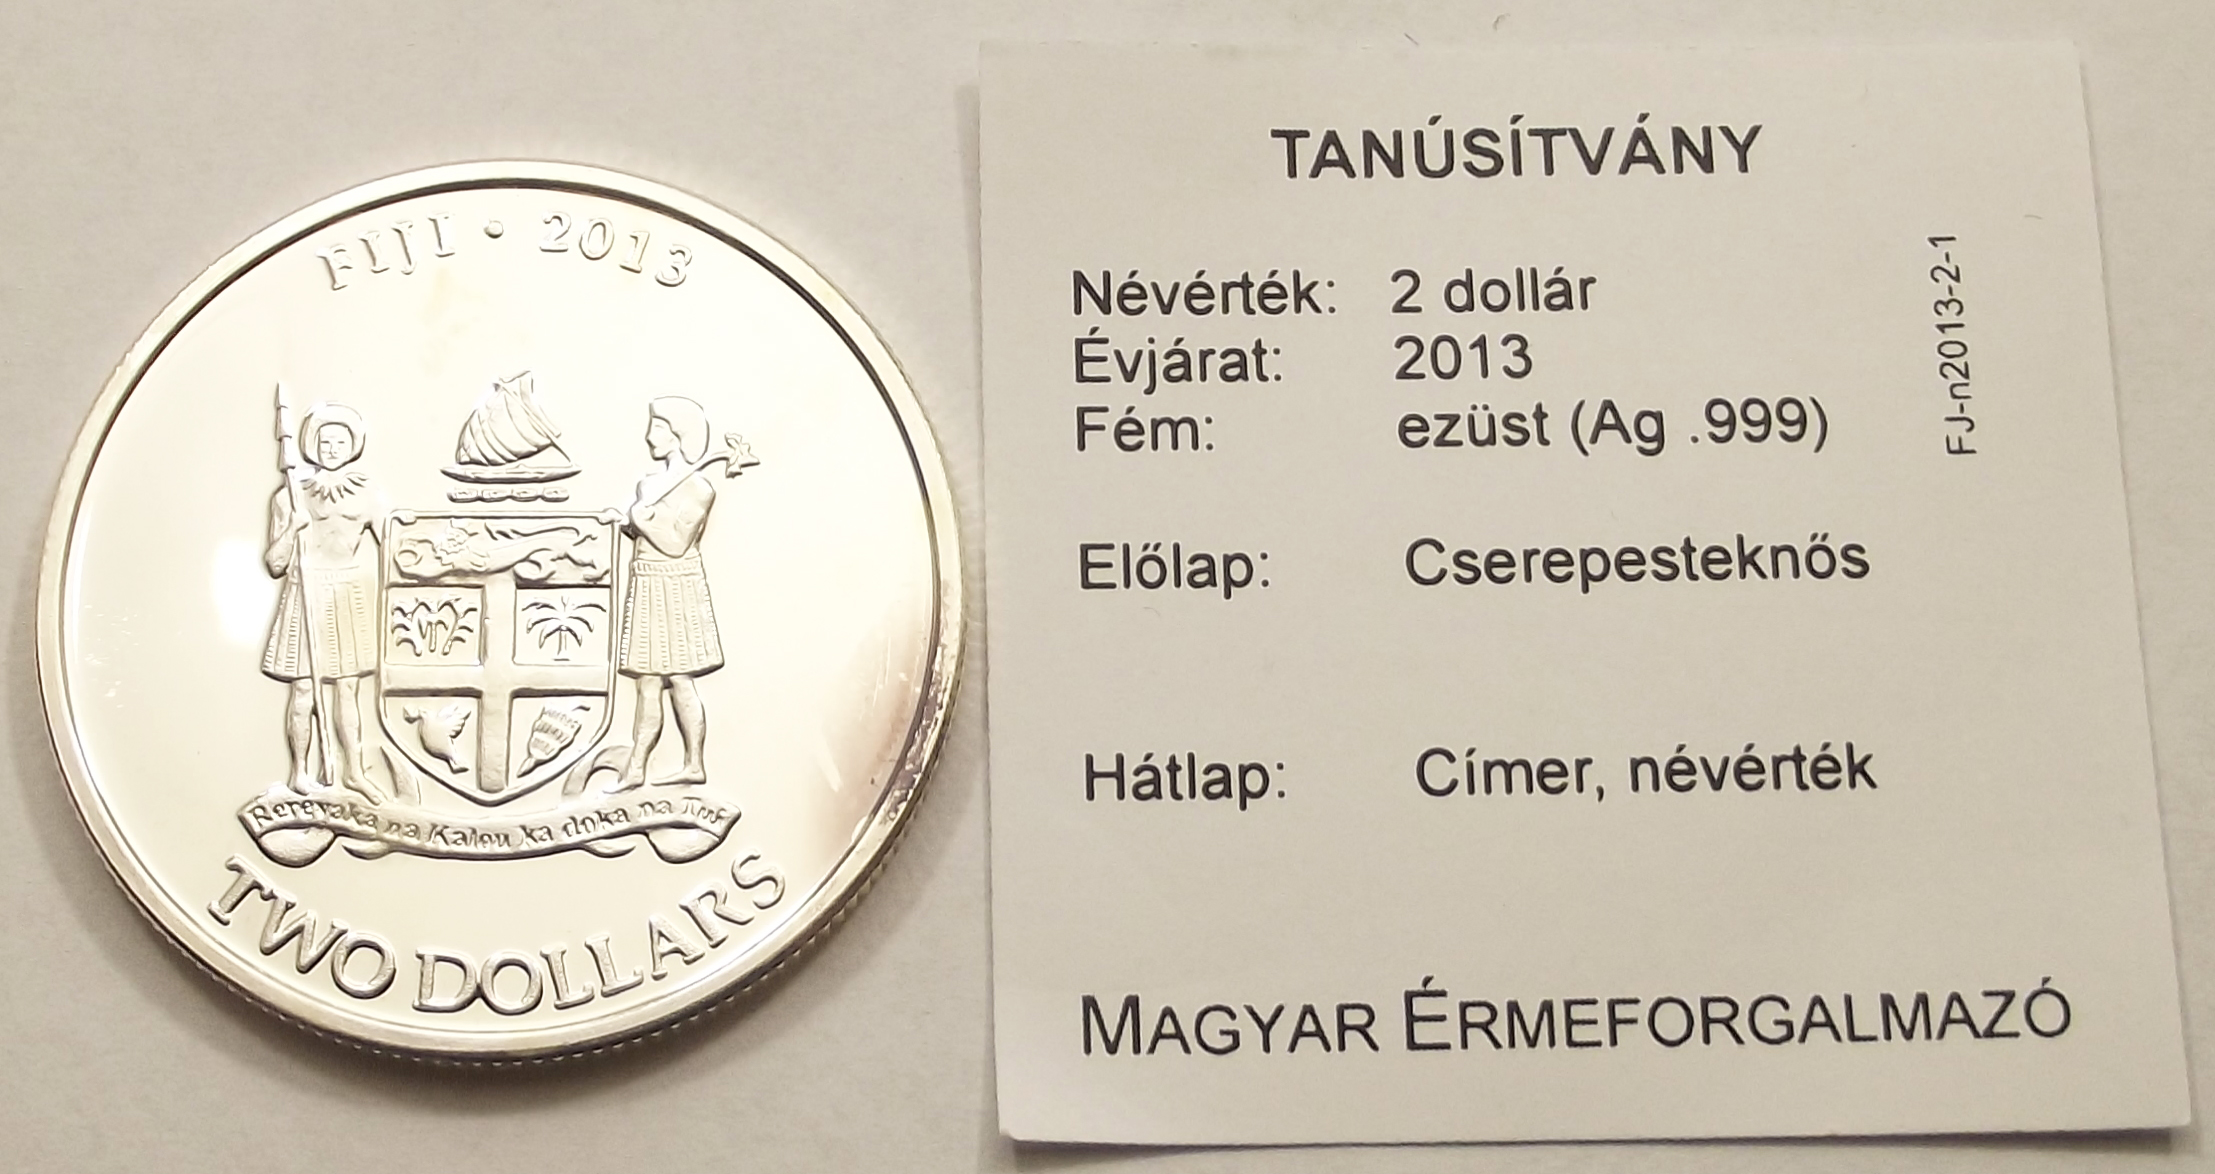 FIJI • 2013
Rerevaka na Kalou ka doka na Tui
TWO DOLLARS
TANÚSÍTVÁNY
Névérték: 2 dollár
Évjárat: 2013
Fém: ezüst (Ag .999)
Előlap: Cserepesteknős
Hátlap: Címer, névérték
MAGYAR ÉRMEFORGALMAZÓ
FJ-n2013-2-1